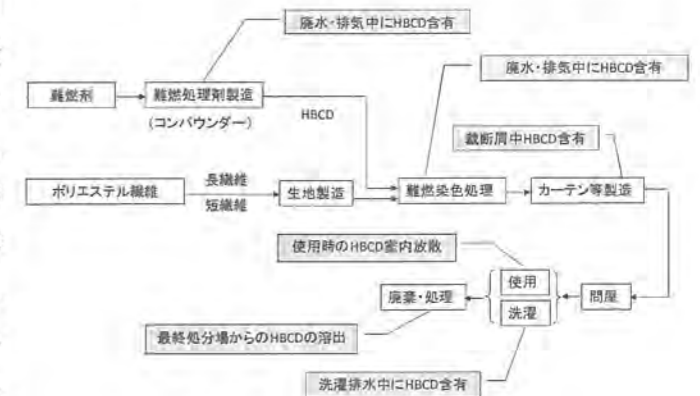 廃水・排気中にHBCD含有
廃水・排気中にHBCD含有
難燃剤
難燃処理剤製造
(コンパウンダー)
HBCD
裁断屑中HBCD含有
ポリエステル繊維
長繊維
短繊維
生地製造
難燃染色処理
カーテン等製造
使用時のHBCD室内放散
使用
洗濯
問屋
廃棄・処理
最終処分場からのHBCDの溶出
洗濯排水中にHBCD含有